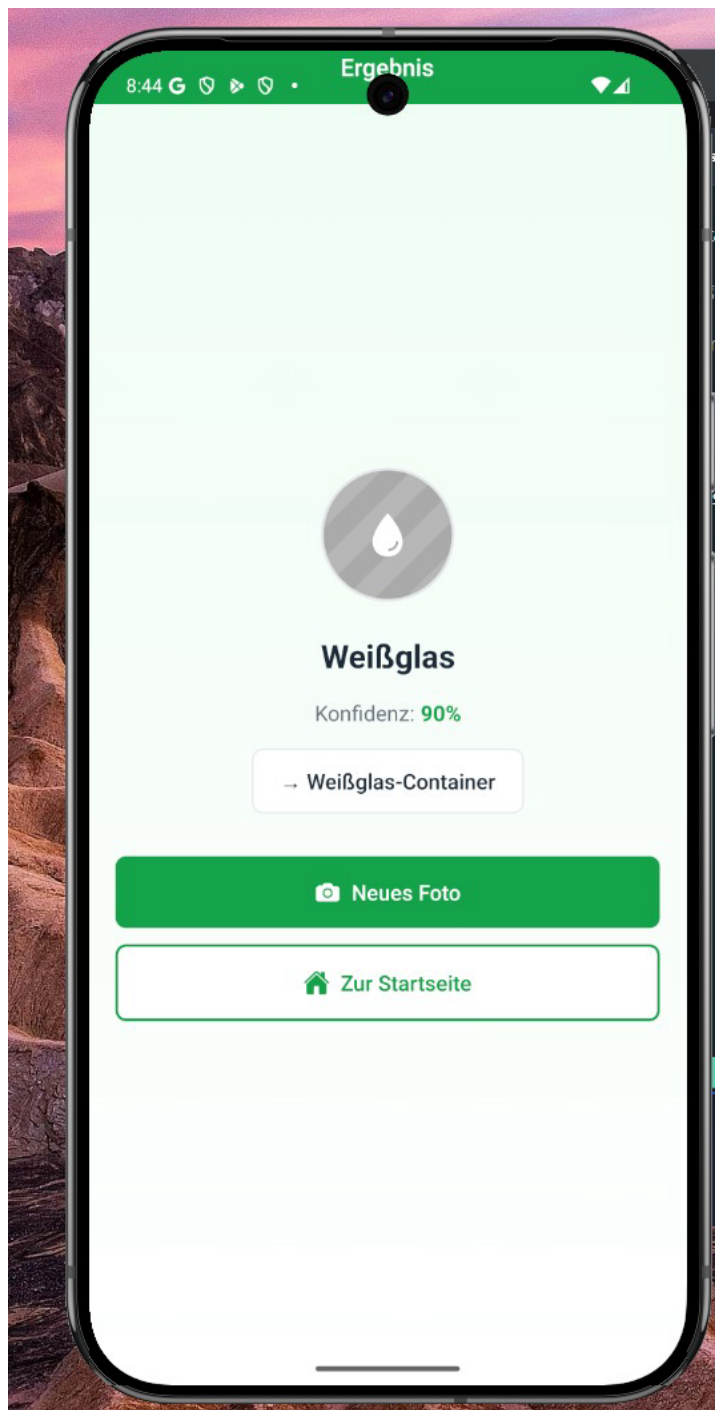 Ergebnis
8:44
Weißglas
Konfidenz: 90%
→ Weißglas-Container
Neues Foto
Zur Startseite